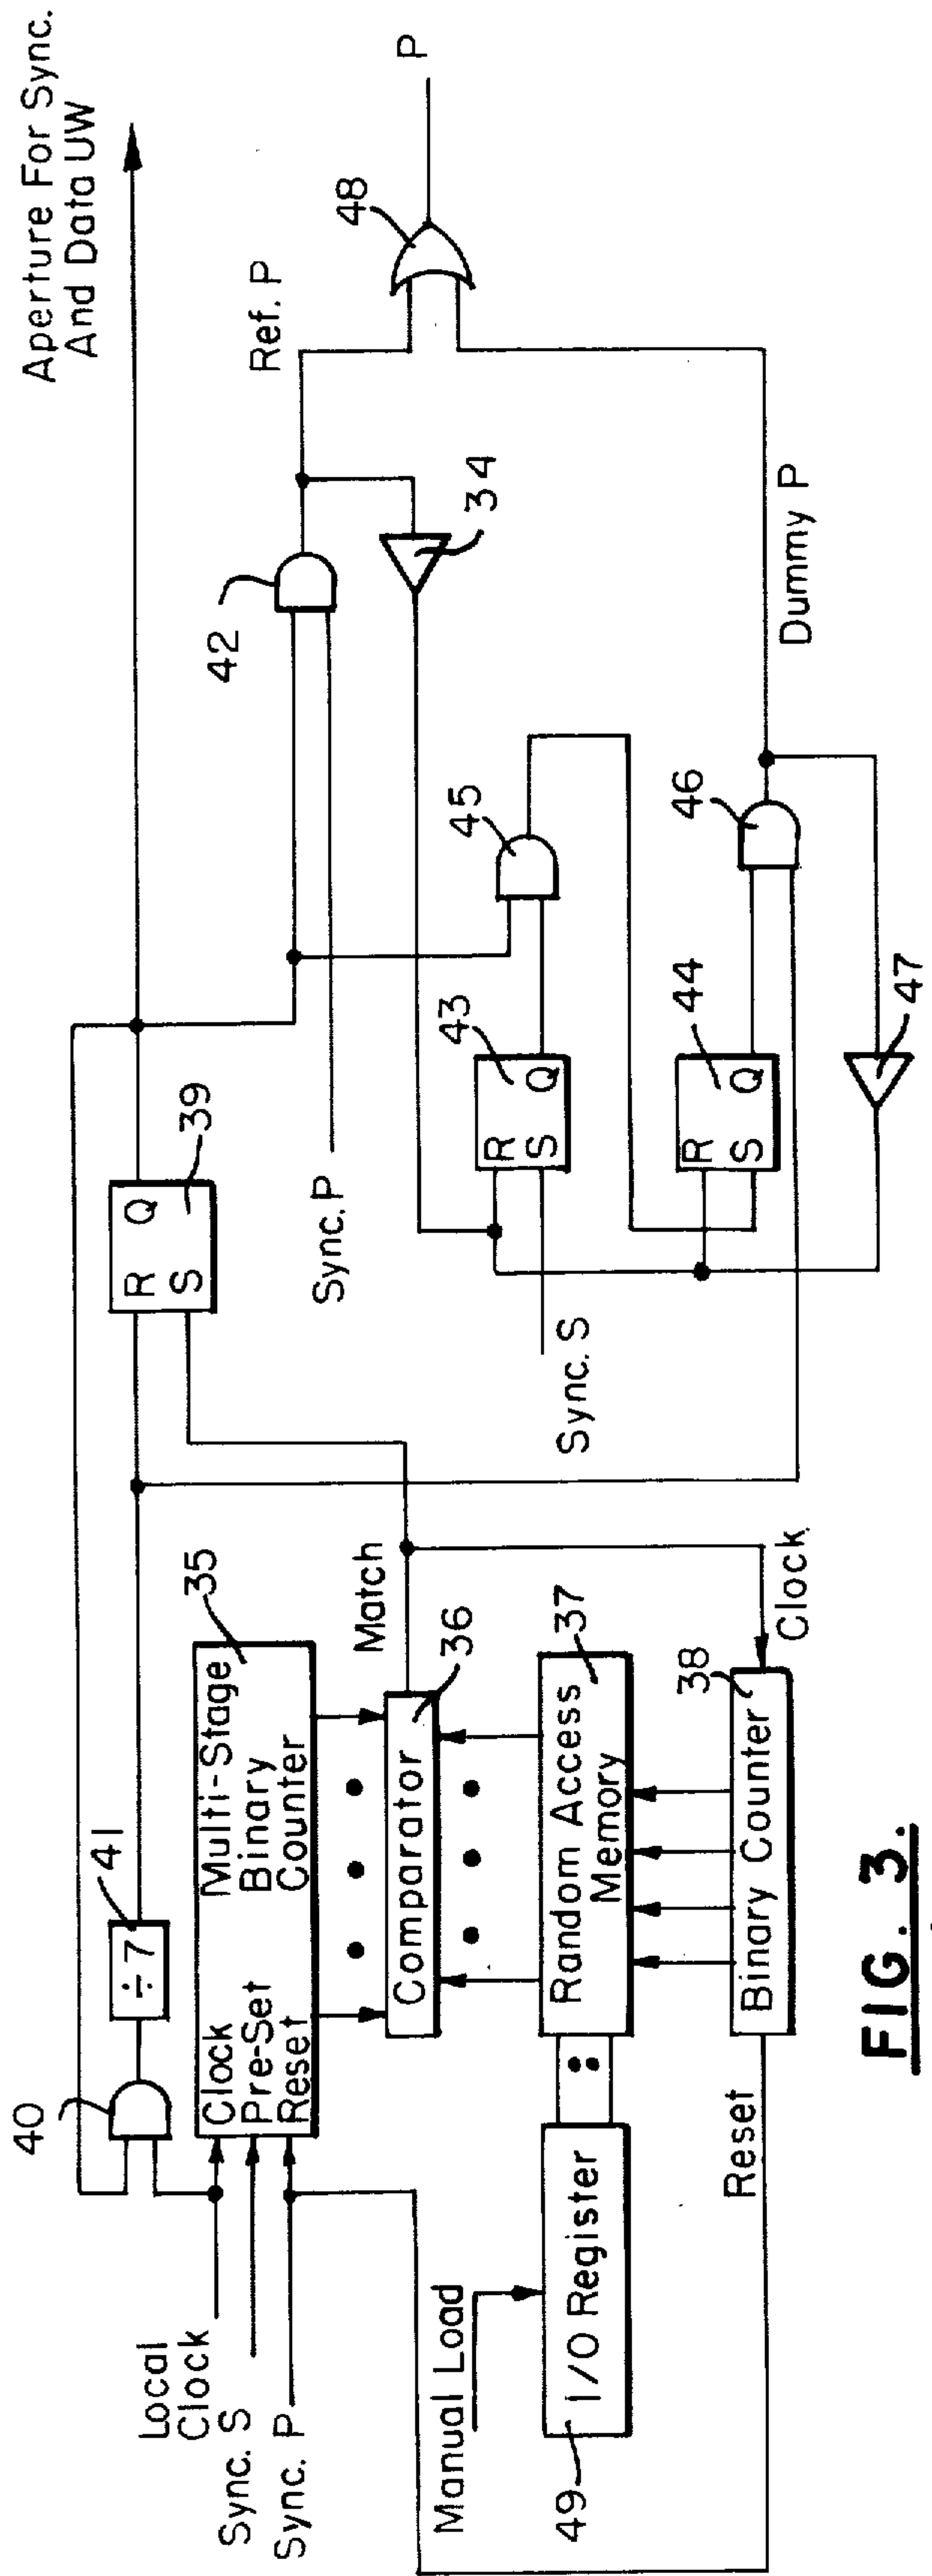 Aperture For Sync.
And Data UW
40
41
÷7
39
R Q
S
Local
Clock
Sync. S
Sync. P
Clock
Pre-Set
Reset
Multi-Stage
Binary
Counter
35
Match
Comparator
36
Manual Load
49
I/O Register
Random Access
Memory
37
Reset
Binary Counter
38
Clock
Sync. P
42
Ref. P
34
48
P
Sync. S
R
S Q
43
45
R
S Q
44
46
Dummy P
47
FIG. 3.